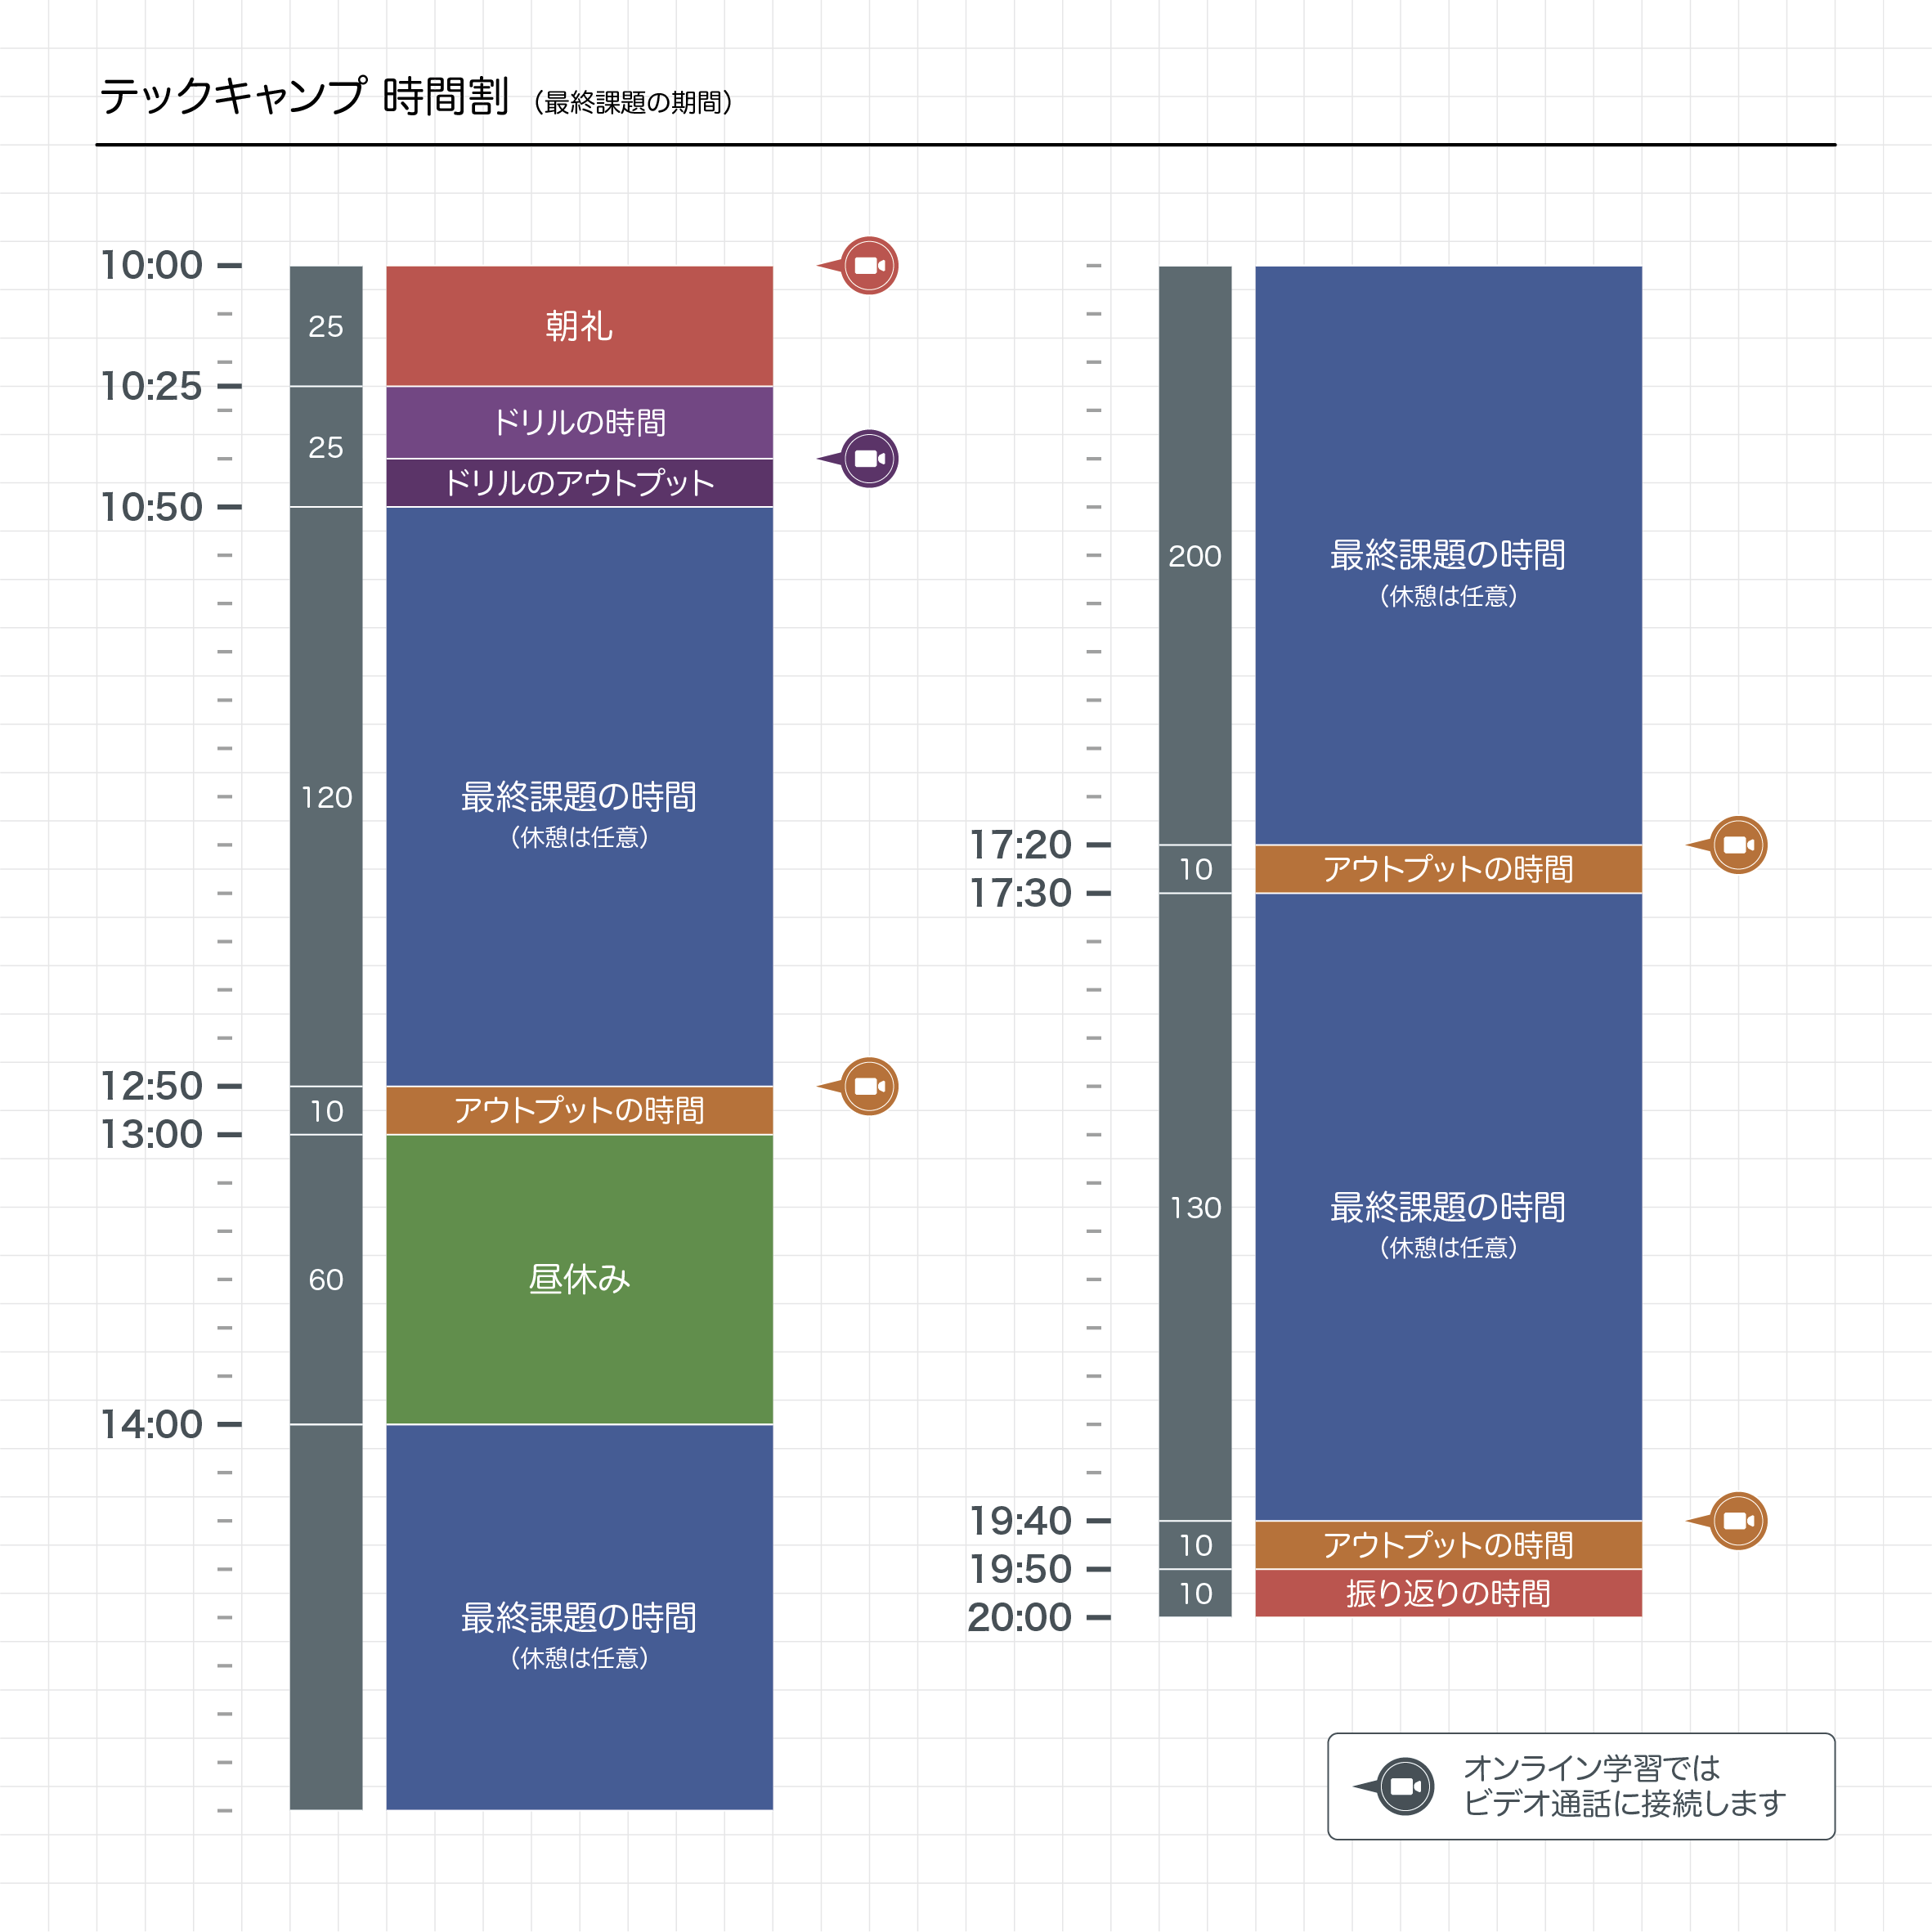 テックキャンプ 時間割 （最終課題の期間）
10:00
25
朝礼
10:25
25
ドリルの時間
ドリルのアウトプット
10:50
120
最終課題の時間
（休憩は任意）
12:50
10
アウトプットの時間
13:00
60
昼休み
14:00
最終課題の時間
（休憩は任意）
200
最終課題の時間
（休憩は任意）
17:20
10
アウトプットの時間
17:30
130
最終課題の時間
（休憩は任意）
19:40
10
アウトプットの時間
19:50
10
振り返りの時間
20:00
オンライン学習では
ビデオ通話に接続します